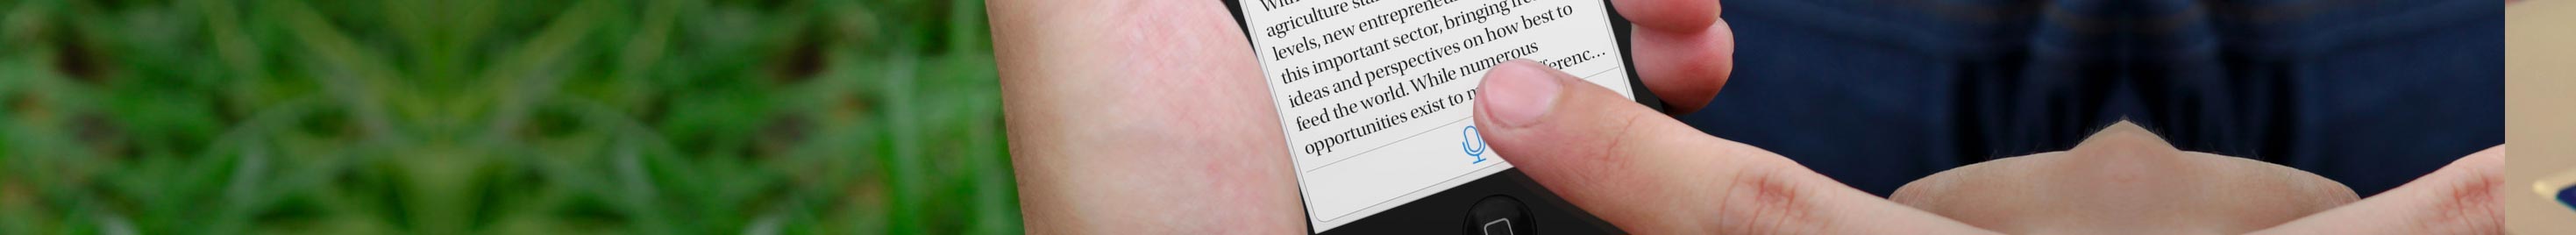 With
agriculture
levels, new
this important sector, bringing
ideas and perspectives on how best to
feed the world. While numerous
opportunities exist to